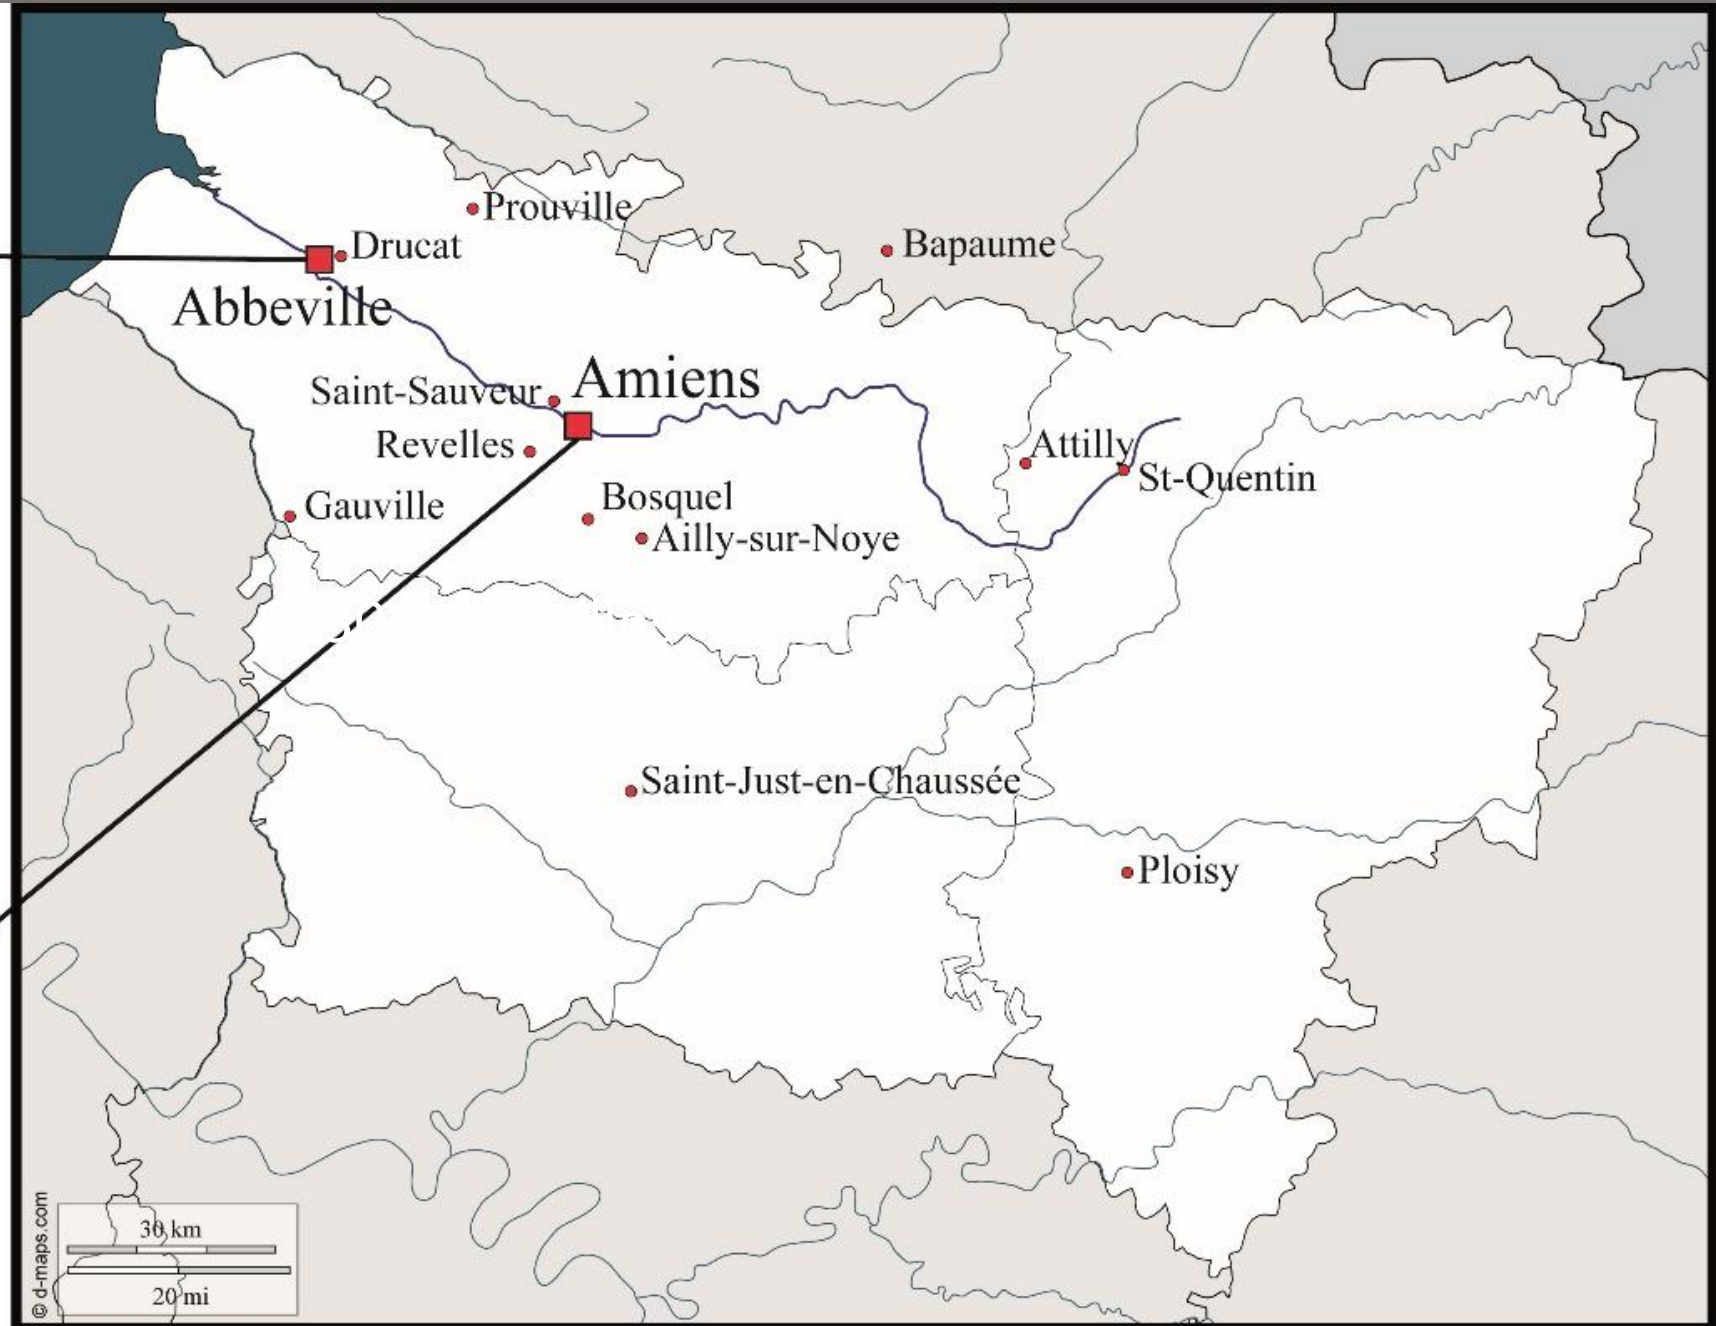 Prouville
Drucat
Bapaume
Abbeville
Amiens
Saint-Sauveur
Revelles
Attilly
St-Quentin
Gauville
Bosquel
Ailly-sur-Noye
Saint-Just-en-Chaussée
Ploisy
30 km
20 mi
© d-maps.com